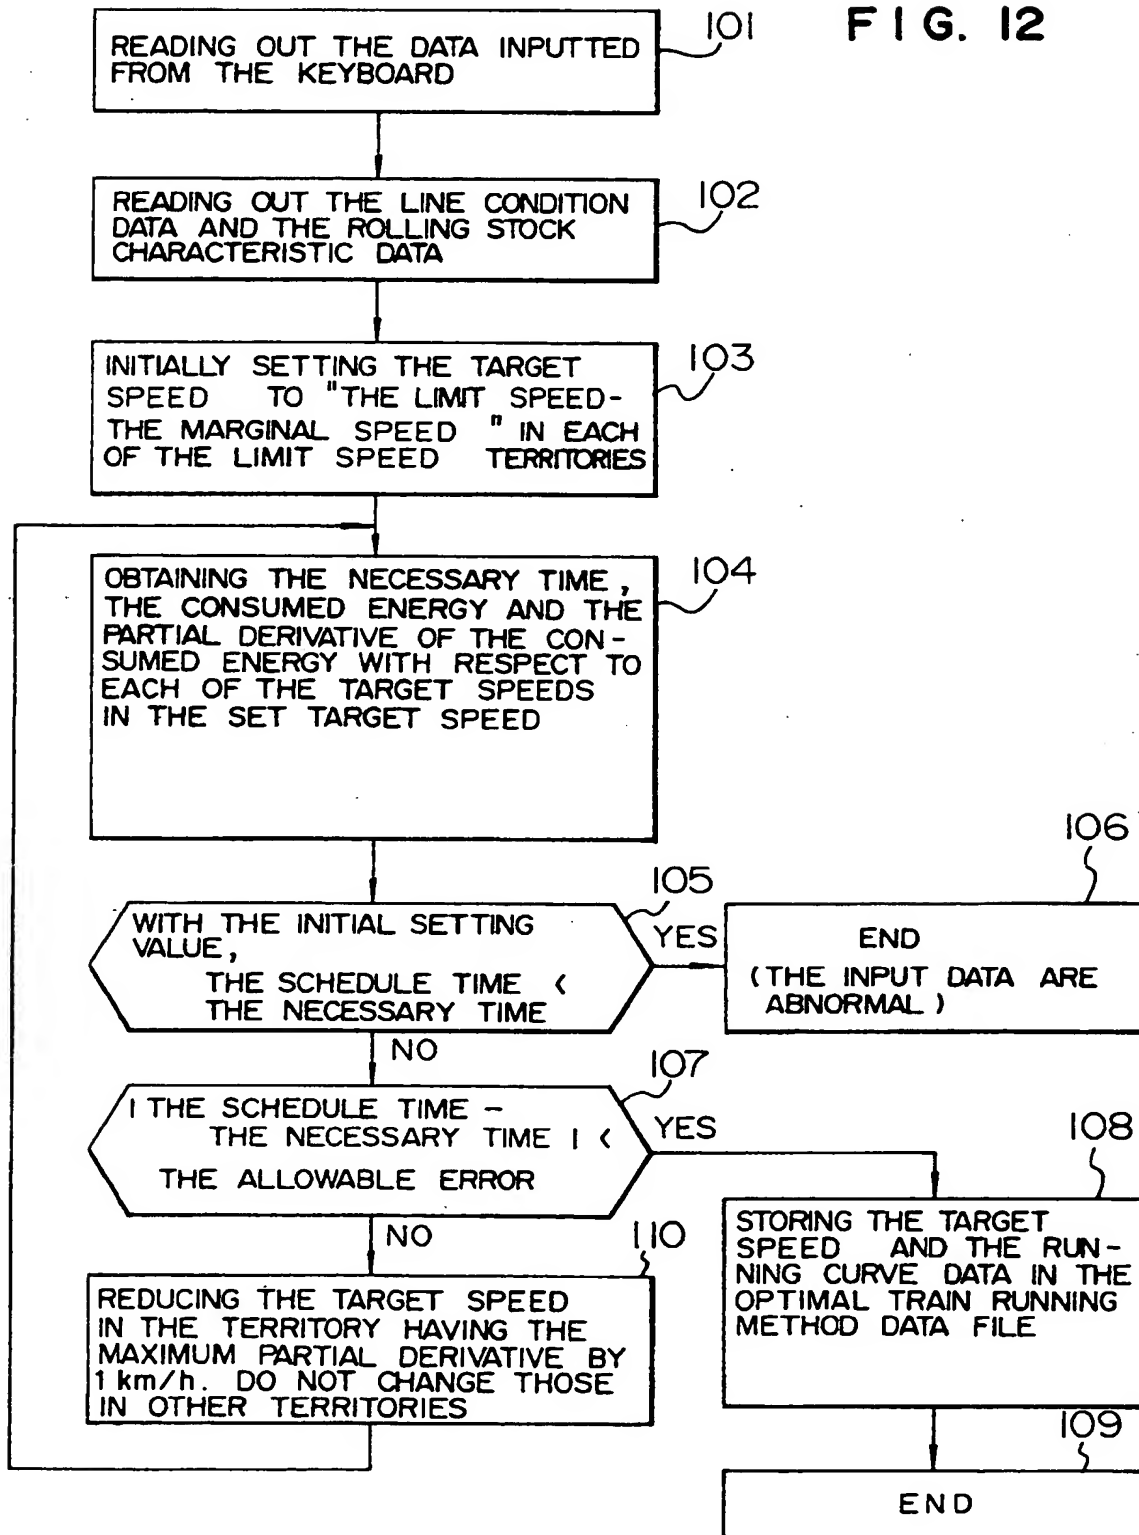 FIG. 12
101
READING OUT THE DATA INPUTTED
FROM THE KEYBOARD
102
READING OUT THE LINE CONDITION
DATA AND THE ROLLING STOCK
CHARACTERISTIC DATA
103
INITIALLY SETTING THE TARGET
SPEED TO "THE LIMIT SPEED-
THE MARGINAL SPEED " IN EACH
OF THE LIMIT SPEED TERRITORIES
104
OBTAINING THE NECESSARY TIME,
THE CONSUMED ENERGY AND THE
PARTIAL DERIVATIVE OF THE CON-
SUMED ENERGY WITH RESPECT TO
EACH OF THE TARGET SPEEDS
IN THE SET TARGET SPEED
105
WITH THE INITIAL SETTING
VALUE,
THE SCHEDULE TIME <
THE NECESSARY TIME
YES
106
END
(THE INPUT DATA ARE
ABNORMAL)
NO
107
| THE SCHEDULE TIME -
THE NECESSARY TIME | <
THE ALLOWABLE ERROR
YES
108
STORING THE TARGET
SPEED AND THE RUN-
NING CURVE DATA IN THE
OPTIMAL TRAIN RUNNING
METHOD DATA FILE
NO
110
REDUCING THE TARGET SPEED
IN THE TERRITORY HAVING THE
MAXIMUM PARTIAL DERIVATIVE BY
1 km/h. DO NOT CHANGE THOSE
IN OTHER TERRITORIES
109
END